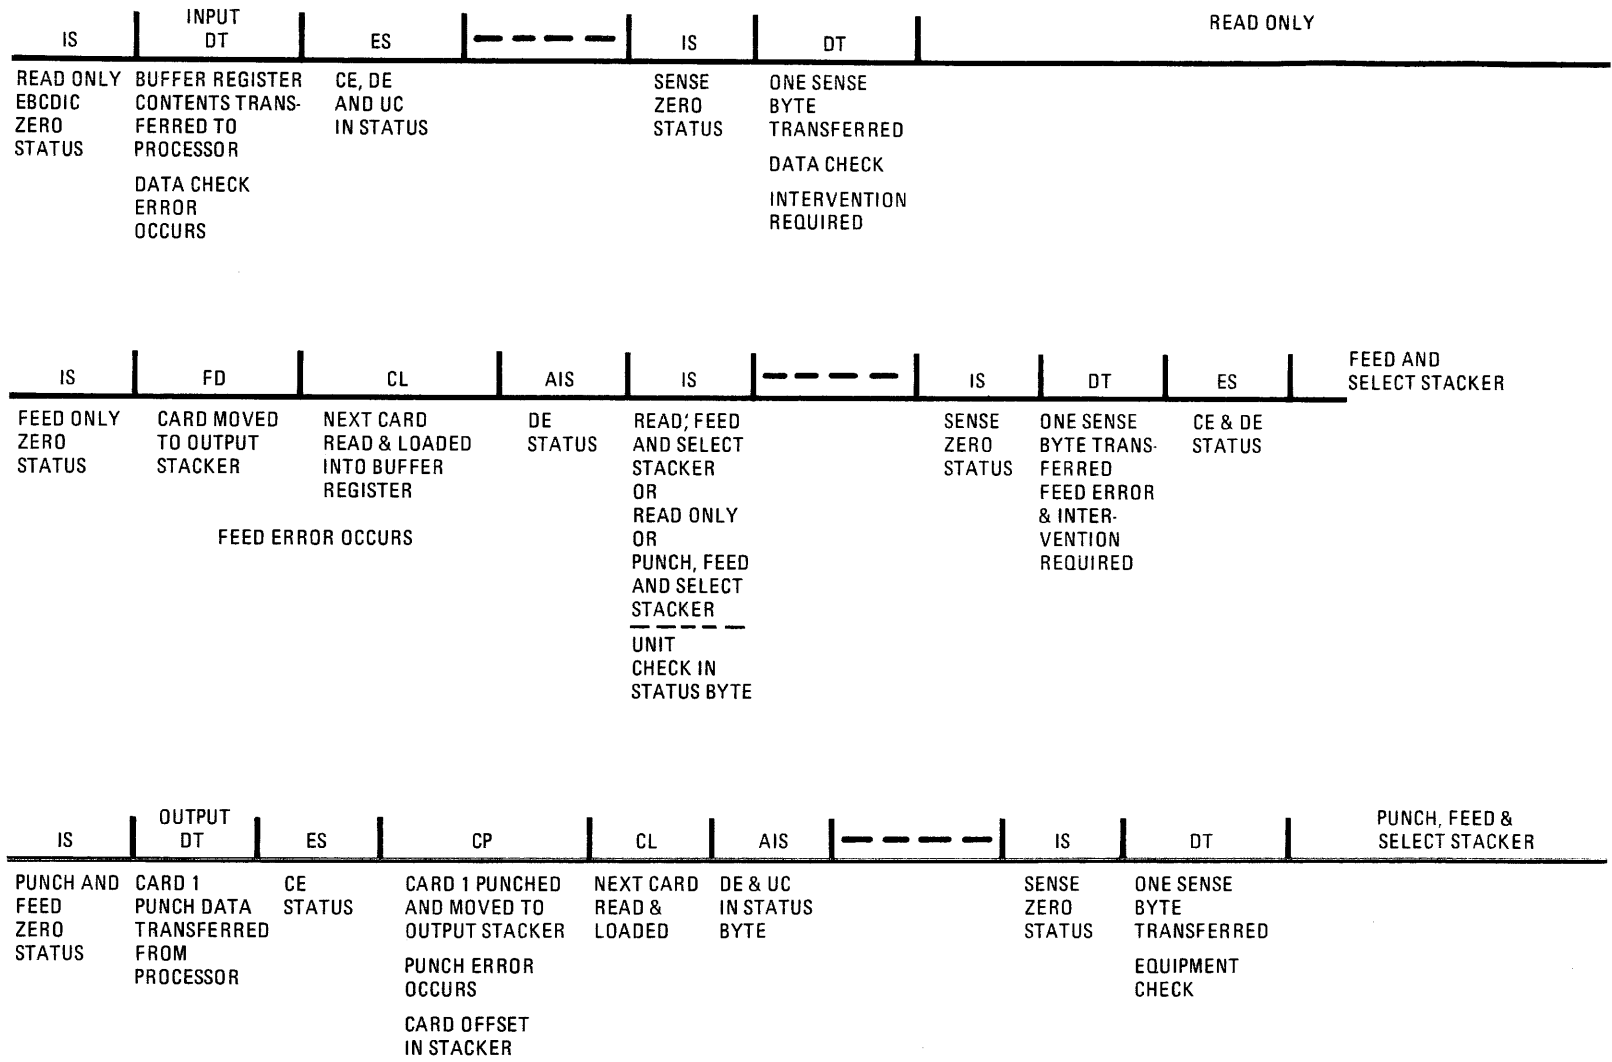 INPUT
IS DT ES IS DT READ ONLY
READ ONLY
EBCDIC
ZERO
STATUS
BUFFER REGISTER
CONTENTS TRANS-
FERRED TO
PROCESSOR
DATA CHECK
ERROR
OCCURS
CE, DE
AND UC
IN STATUS
SENSE
ZERO
STATUS
ONE SENSE
BYTE
TRANSFERRED
DATA CHECK
INTERVENTION
REQUIRED
IS FD CL AIS IS IS DT ES
FEED AND
SELECT STACKER
FEED ONLY
ZERO
STATUS
CARD MOVED
TO OUTPUT
STACKER
NEXT CARD
READ & LOADED
INTO BUFFER
REGISTER
FEED ERROR OCCURS
DE
STATUS
READ, FEED
AND SELECT
STACKER
OR
READ ONLY
OR
PUNCH, FEED
AND SELECT
STACKER
UNIT
CHECK IN
STATUS BYTE
SENSE
ZERO
STATUS
ONE SENSE
BYTE TRANS-
FERRED
FEED ERROR
& INTER-
VENTION
REQUIRED
CE & DE
STATUS
OUTPUT
IS DT ES CP CL AIS IS DT
PUNCH, FEED &
SELECT STACKER
PUNCH AND
FEED
ZERO
STATUS
CARD 1
PUNCH DATA
TRANSFERRED
FROM
PROCESSOR
CE
STATUS
CARD 1 PUNCHED
AND MOVED TO
OUTPUT STACKER
PUNCH ERROR
OCCURS
CARD OFFSET
IN STACKER
NEXT CARD
READ &
LOADED
DE & UC
IN STATUS
BYTE
SENSE
ZERO
STATUS
ONE SENSE
BYTE
TRANSFERRED
EQUIPMENT
CHECK